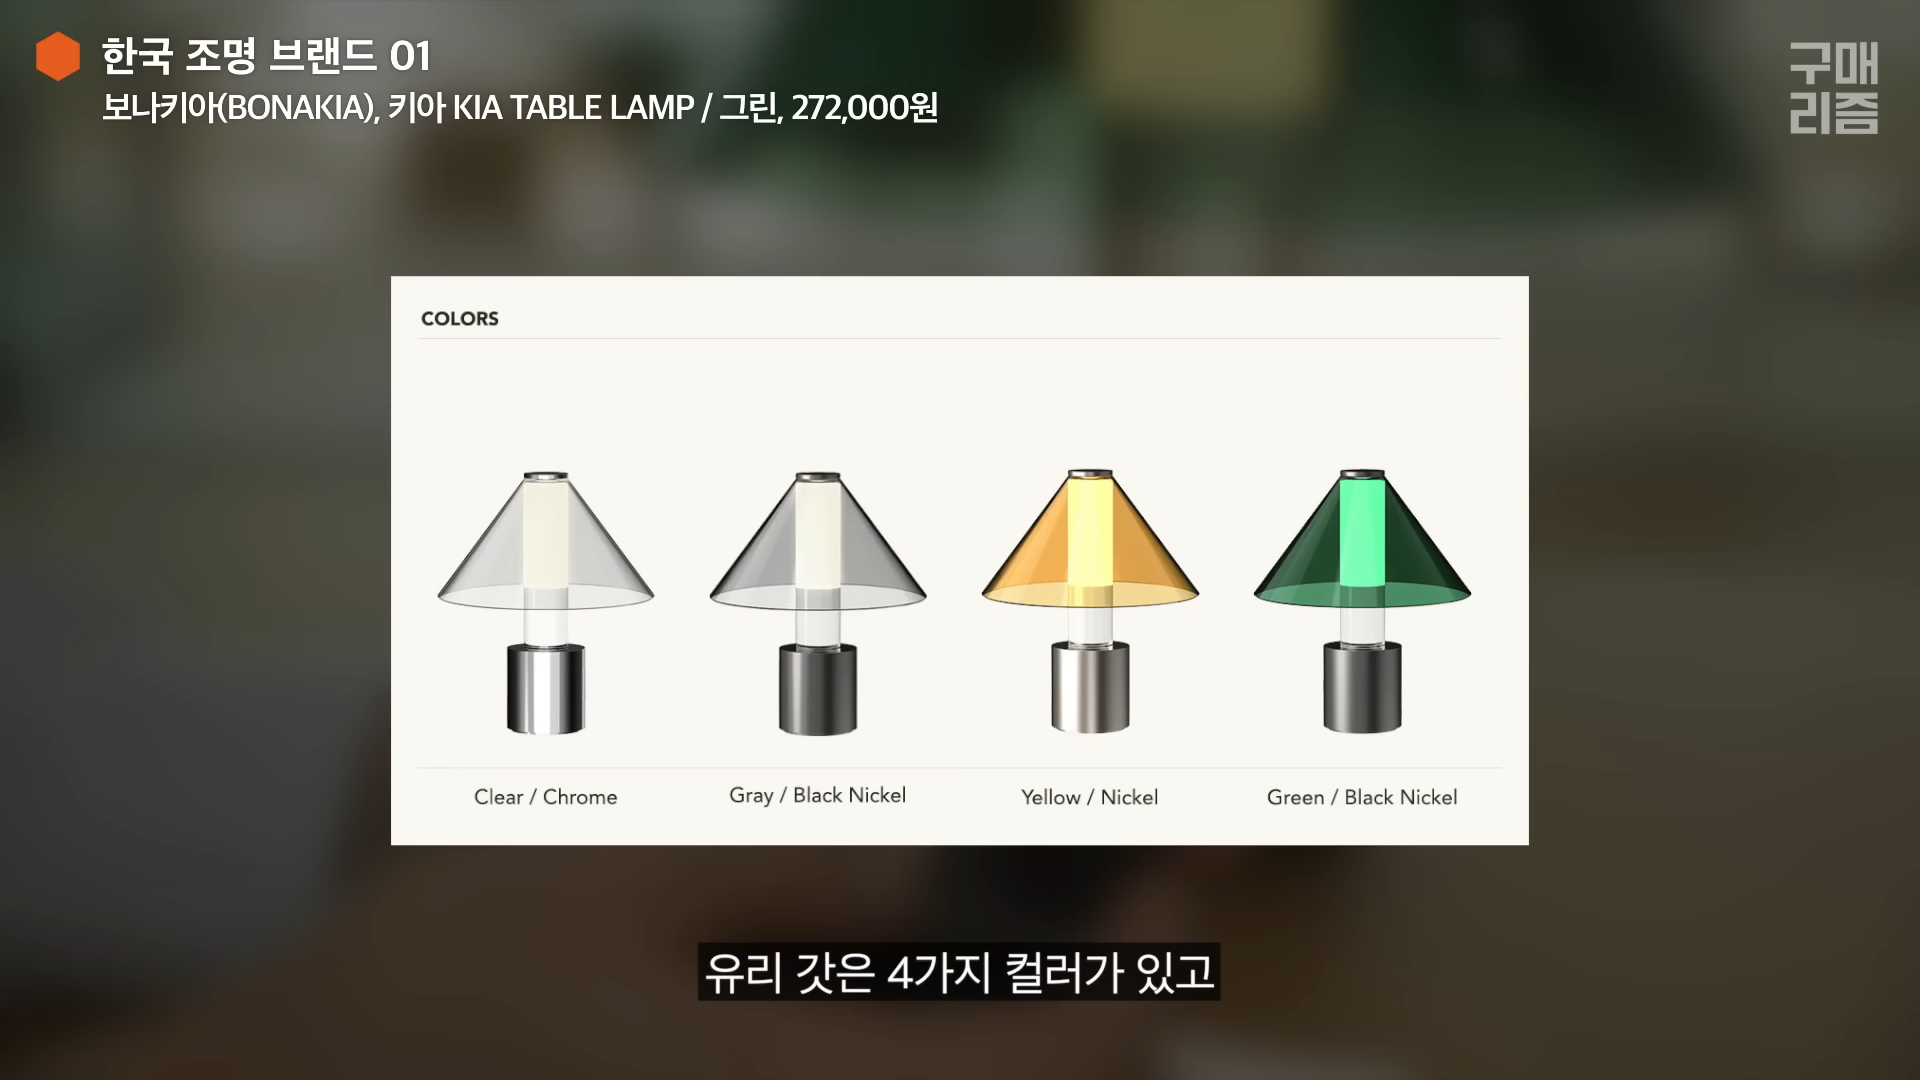 한국 조명 브랜드 01
보나키아(BONAKIA), 키아 KIA TABLE LAMP / 그린, 272,000원
구매
리즘
COLORS
Clear / Chrome
Gray / Black Nickel
Yellow / Nickel
Green / Black Nickel
유리 갓은 4가지 컬러가 있고